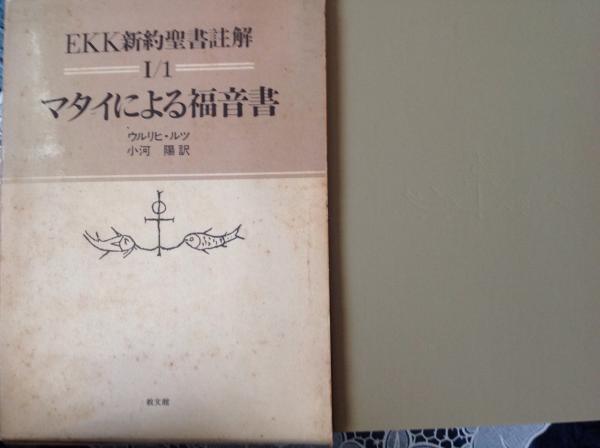 EKK新約聖書註解
I/1
マタイによる福音書
ウルリヒ・ルツ
小河 陽訳
教文館